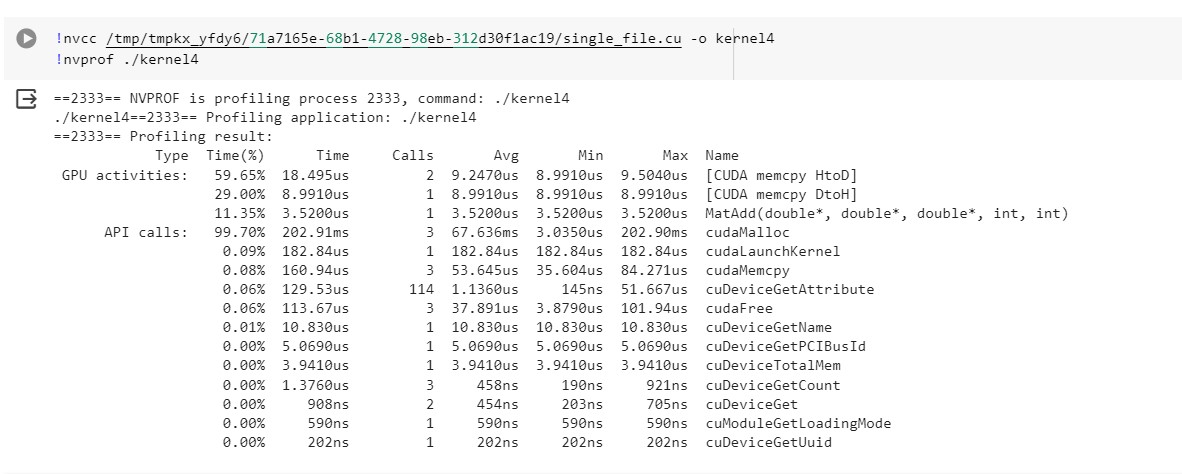 !nvcc /tmp/tmpkx_yfdy6/71a7165e-68b1-4728-98eb-312d30f1ac19/single_file.cu -o kernel4
!nvprof ./kernel4
==2333== NVPROF is profiling process 2333, command: ./kernel4
./kernel4==2333== Profiling application: ./kernel4
==2333== Profiling result:
Type Time(%) Time Calls Avg Min Max Name
GPU activities: 59.65% 18.495us 2 9.2470us 8.9910us 9.5040us [CUDA memcpy HtoD]
29.00% 8.9910us 1 8.9910us 8.9910us 8.9910us [CUDA memcpy DtoH]
11.35% 3.5200us 1 3.5200us 3.5200us 3.5200us MatAdd(double*, double*, double*, int, int)
API calls: 99.70% 202.91ms 3 67.636ms 3.0350us 202.90ms cudaMalloc
0.09% 182.84us 1 182.84us 182.84us 182.84us cudaLaunchKernel
0.08% 160.94us 3 53.645us 35.604us 84.271us cudaMemcpy
0.06% 129.53us 114 1.1360us 145ns 51.667us cuDeviceGetAttribute
0.06% 113.67us 3 37.891us 3.8790us 101.94us cudaFree
0.01% 10.830us 1 10.830us 10.830us 10.830us cuDeviceGetName
0.00% 5.0690us 1 5.0690us 5.0690us 5.0690us cuDeviceGetPCIBusId
0.00% 3.9410us 1 3.9410us 3.9410us 3.9410us cuDeviceTotalMem
0.00% 1.3760us 3 458ns 190ns 921ns cuDeviceGetCount
0.00% 908ns 2 454ns 203ns 705ns cuDeviceGet
0.00% 590ns 1 590ns 590ns 590ns cuModuleGetLoadingMode
0.00% 202ns 1 202ns 202ns 202ns cuDeviceGetUuid